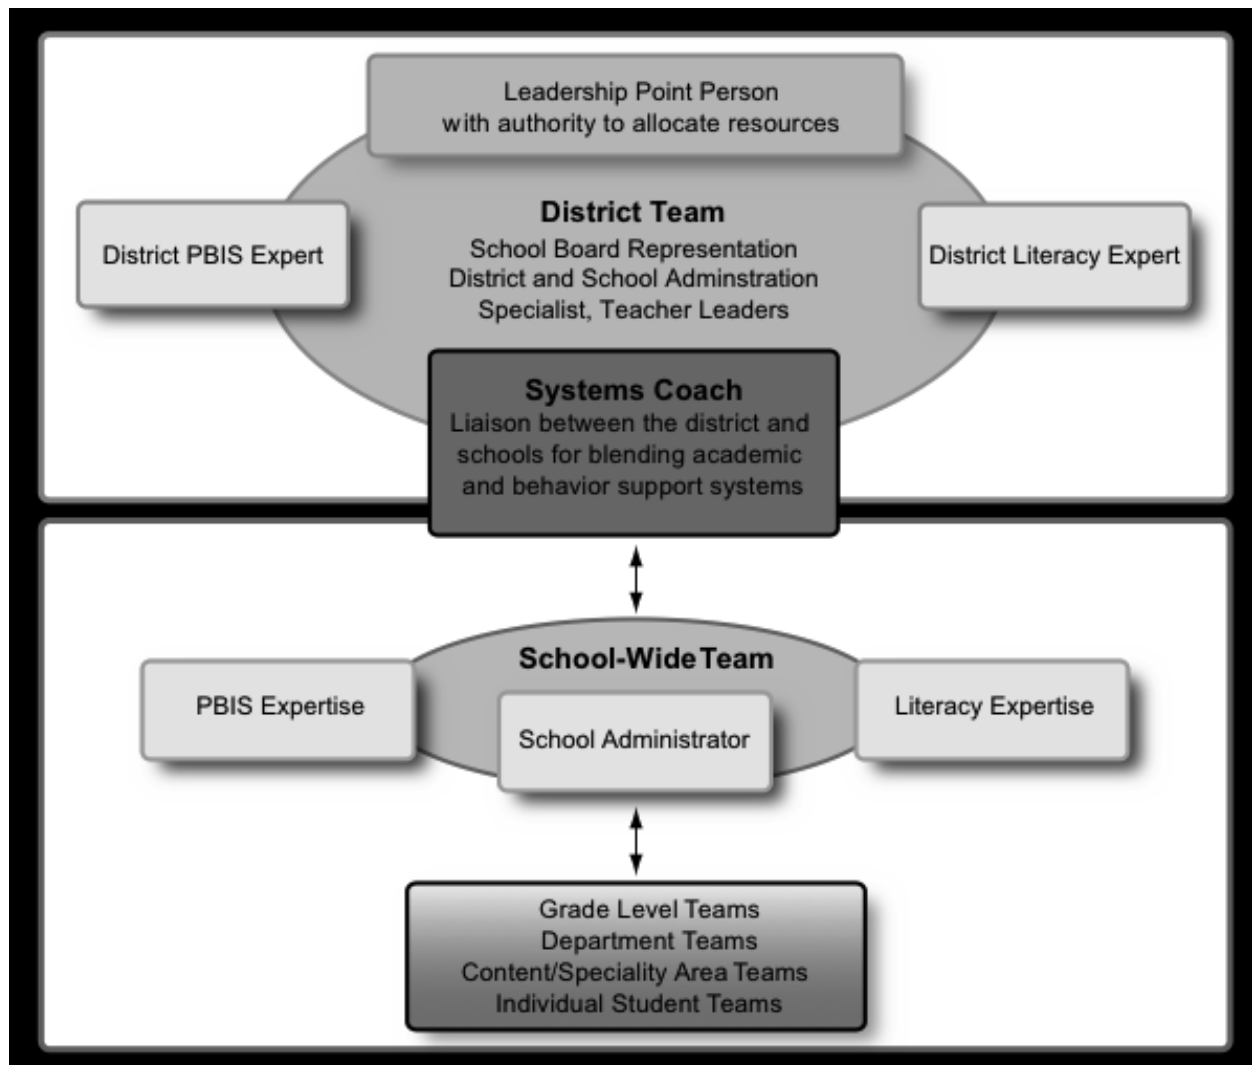 Leadership Point Person
with authority to allocate resources
District Team
School Board Representation
District and School Adminstration
Specialist, Teacher Leaders
District PBIS Expert
District Literacy Expert
Systems Coach
Liaison between the district and
schools for blending academic
and behavior support systems
School-Wide Team
PBIS Expertise
School Administrator
Literacy Expertise
Grade Level Teams
Department Teams
Content/Speciality Area Teams
Individual Student Teams